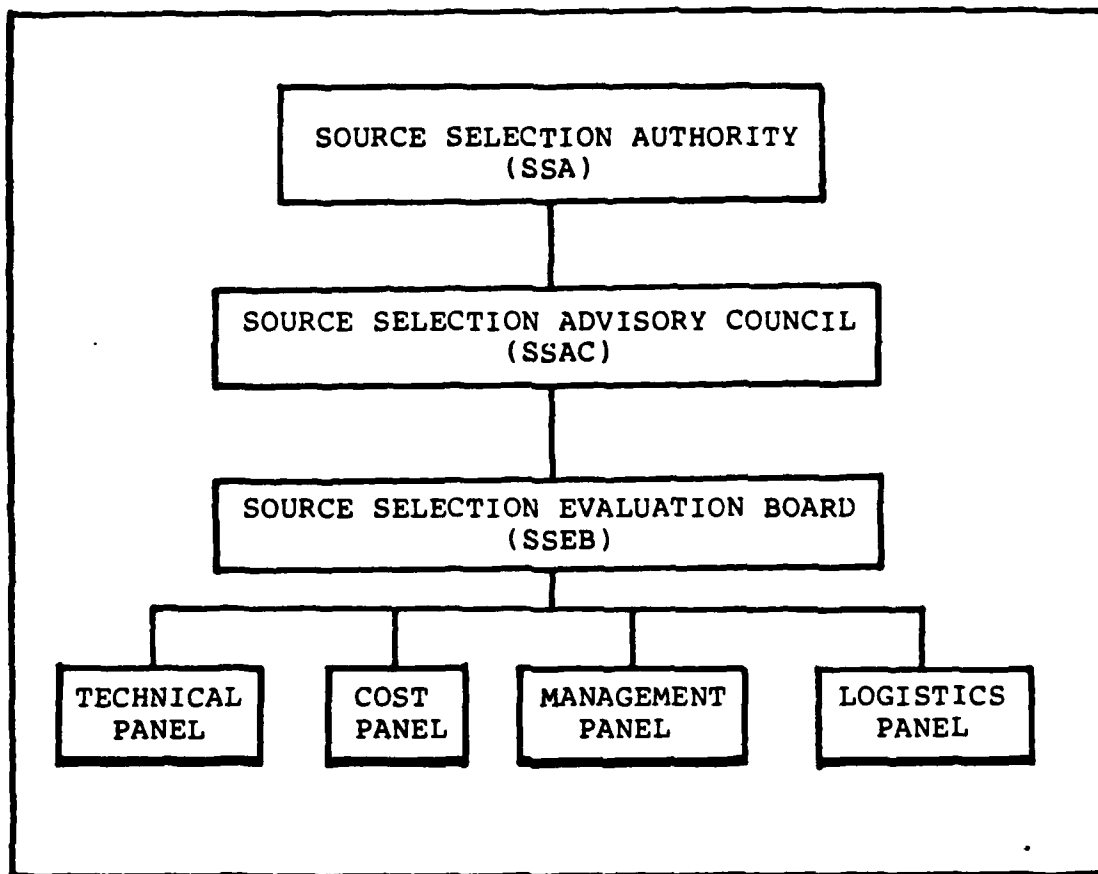 SOURCE SELECTION AUTHORITY
(SSA)
SOURCE SELECTION ADVISORY COUNCIL
(SSAC)
SOURCE SELECTION EVALUATION BOARD
(SSEB)
TECHNICAL
PANEL
COST
PANEL
MANAGEMENT
PANEL
LOGISTICS
PANEL